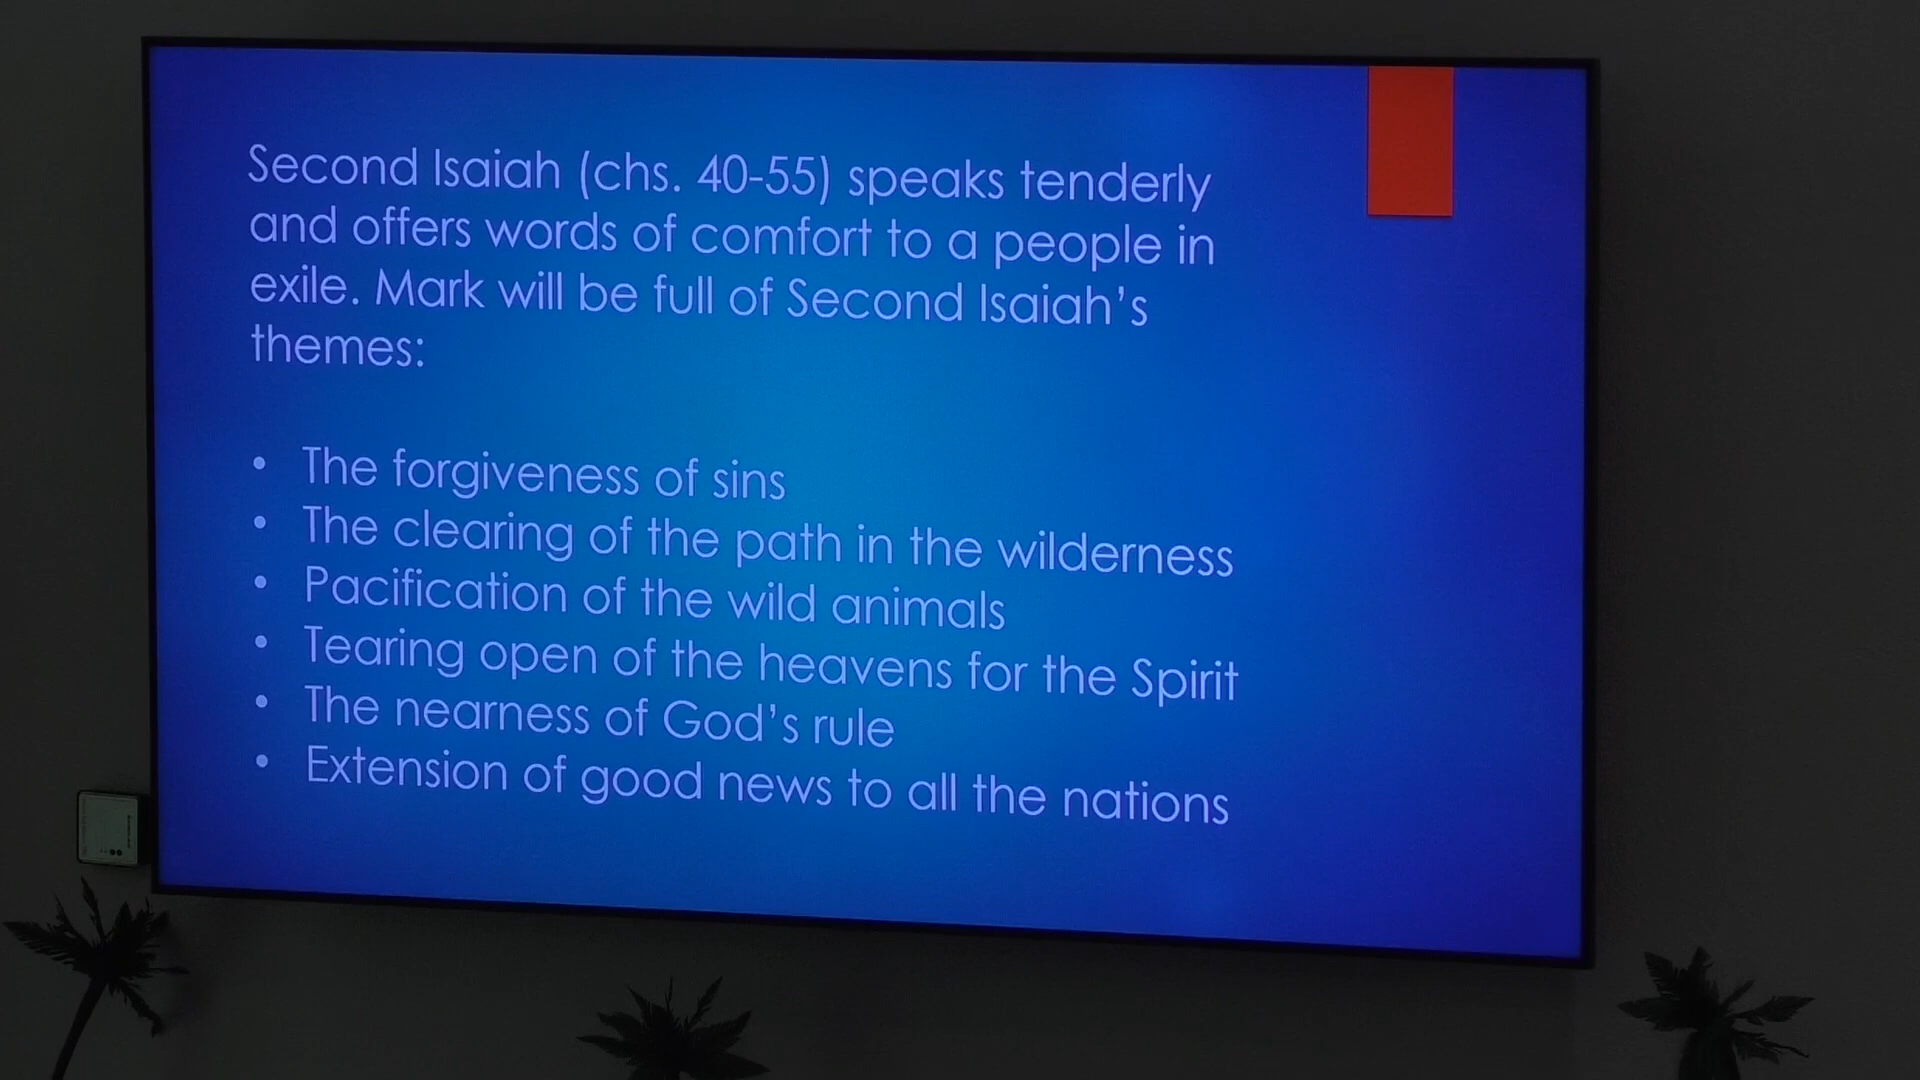 Second Isaiah (chs. 40-55) speaks tenderly
and offers words of comfort to a people in
exile. Mark will be full of Second Isaiah's
themes:
• The forgiveness of sins
• The clearing of the path in the wilderness
• Pacification of the wild animals
• Tearing open of the heavens for the Spirit
• The nearness of God's rule
• Extension of good news to all the nations